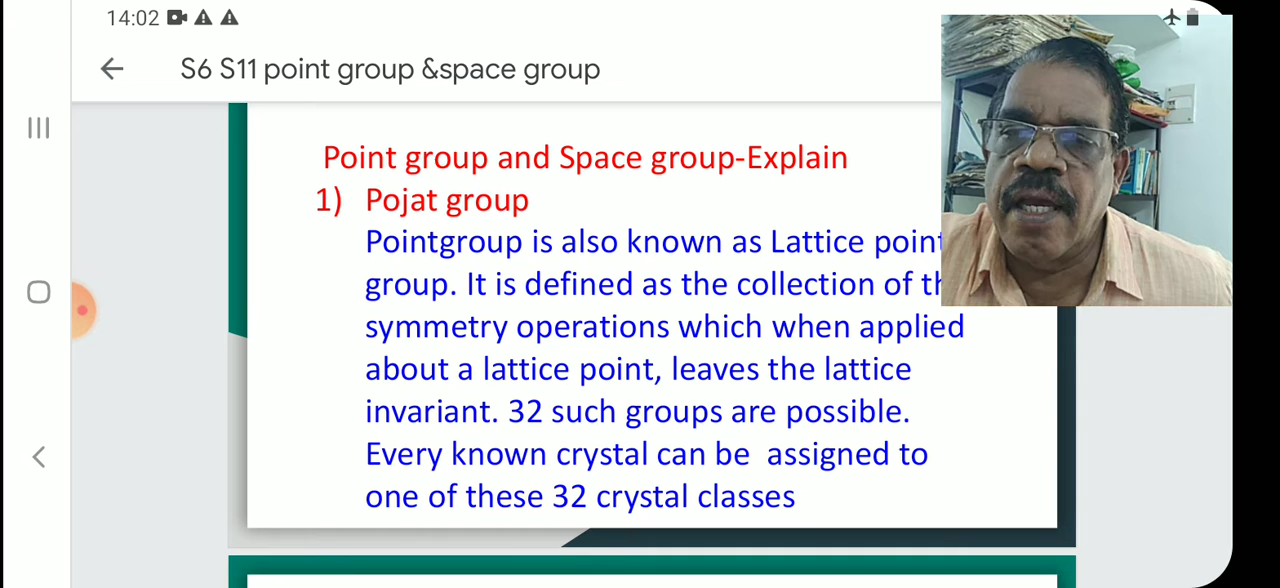 14:02
S6 S11 point group &space group
Point group and Space group-Explain
1) Pojat group
Pointgroup is also known as Lattice point
group. It is defined as the collection of
symmetry operations which when applied
about a lattice point, leaves the lattice
invariant. 32 such groups are possible.
Every known crystal can be assigned to
one of these 32 crystal classes